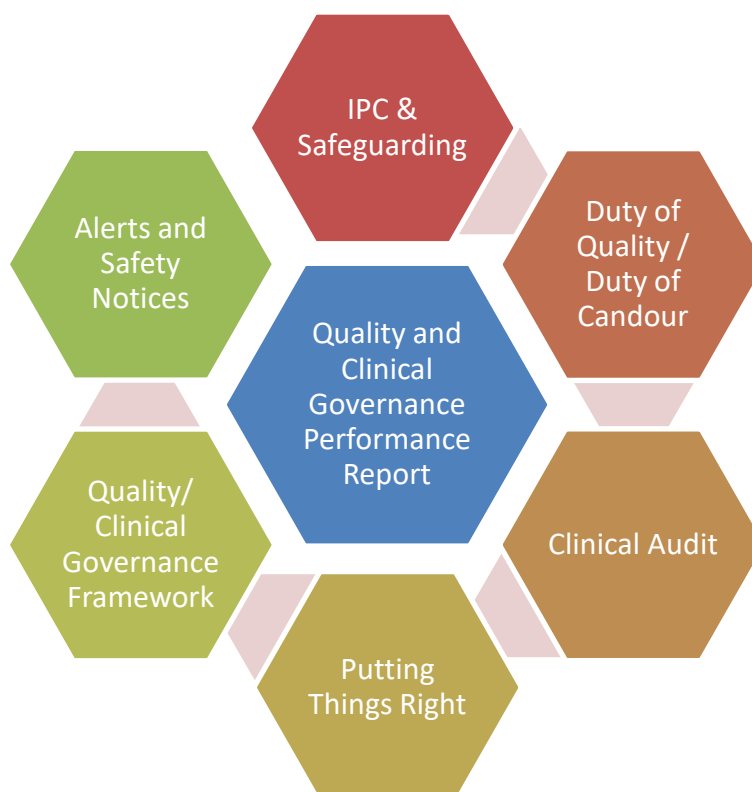 IPC &
Safeguarding
Duty of
Quality /
Duty of
Candour
Clinical Audit
Putting
Things Right
Quality/
Clinical
Governance
Framework
Alerts and
Safety
Notices
Quality and
Clinical
Governance
Performance
Report